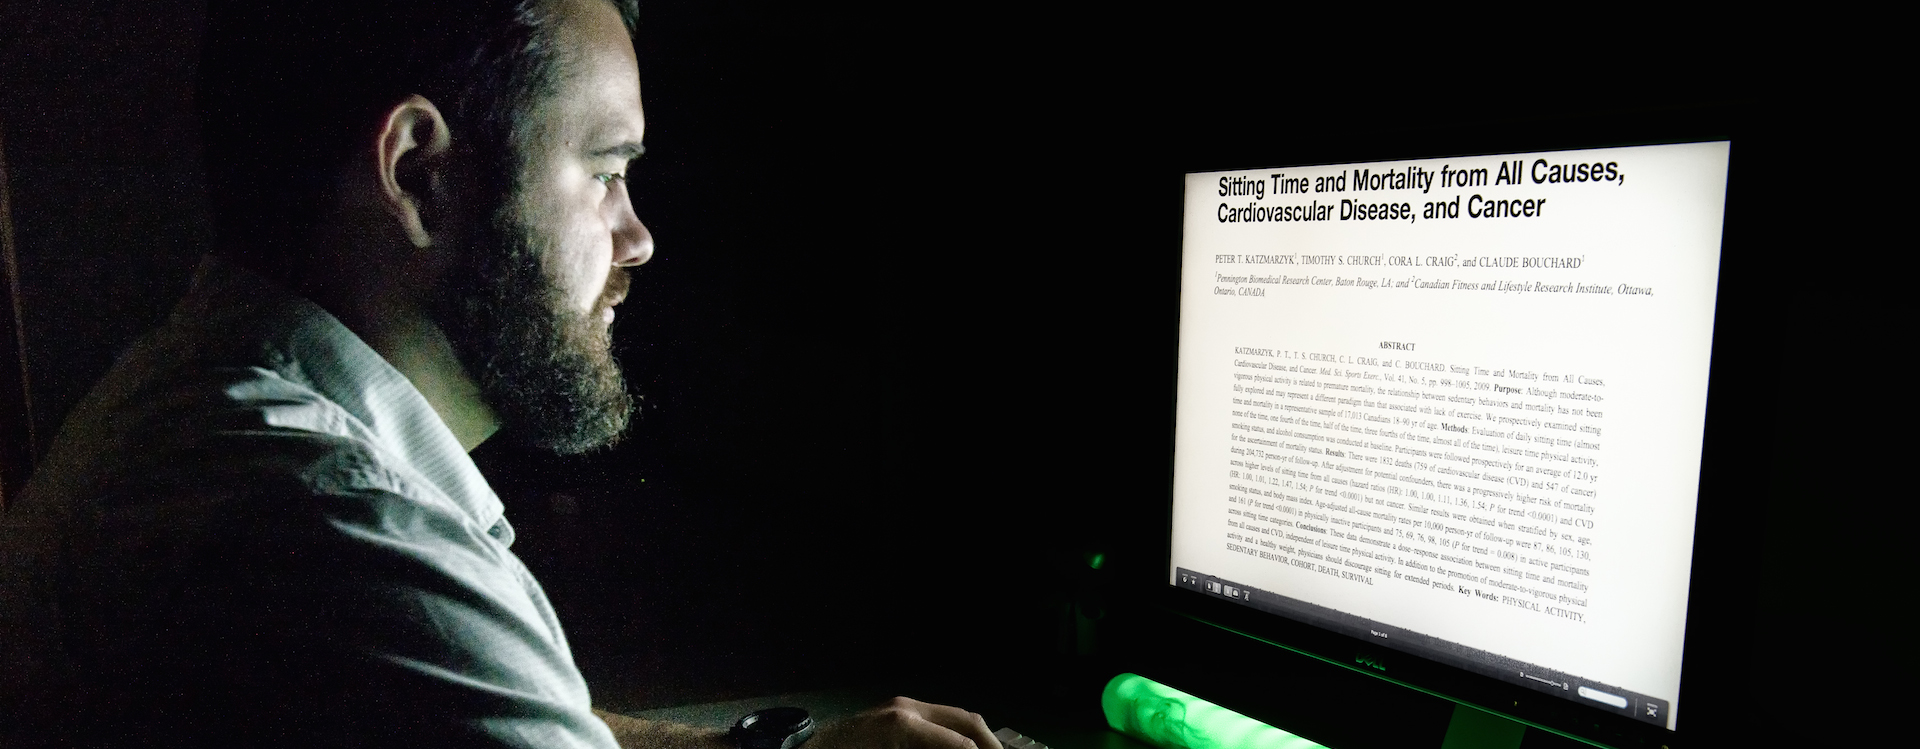 Sitting Time and Mortality from All Causes,
Cardiovascular Disease, and Cancer
PETER T. KATZMARZYK1, TIMOTHY S. CHURCH1, CORA L. CRAIG2, and CLAUDE BOUCHARD1
1Pennington Biomedical Research Center, Baton Rouge, LA; and 2Canadian Fitness and Lifestyle Research Institute, Ottawa,
Ontario, CANADA
ABSTRACT
KATZMARZYK, P. T., T. S. CHURCH, C. L. CRAIG, and C. BOUCHARD. Sitting Time and Mortality from All Causes,
Cardiovascular Disease, and Cancer. Med. Sci. Sports Exerc., Vol. 41, No. 5, pp. 998–1005, 2009. Purpose: Although moderate-to-
vigorous physical activity is related to premature mortality, the relationship between sedentary behaviors and mortality has not been
fully explored and may represent a different paradigm than that associated with lack of exercise. We prospectively examined sitting
time and mortality in a representative sample of 17,013 Canadians 18–90 yr of age. Methods: Evaluation of daily sitting time (almost
none of the time, one fourth of the time, half of the time, three fourths of the time, almost all of the time), leisure time physical activity,
smoking status, and alcohol consumption was conducted at baseline. Participants were followed prospectively for an average of 12.0 yr
for the ascertainment of mortality status. Results: There were 1832 deaths (759 of cardiovascular disease (CVD) and 547 of cancer)
during 204,732 person-yr of follow-up. After adjustment for potential confounders, there was a progressively higher risk of mortality
across higher levels of sitting time from all causes (hazard ratios (HR): 1.00, 1.00, 1.11, 1.36, 1.54; P for trend <0.0001) and CVD
(HR: 1.00, 1.01, 1.22, 1.47, 1.54; P for trend <0.0001) but not cancer. Similar results were obtained when stratified by sex, age,
smoking status, and body mass index. Age-adjusted all-cause mortality rates per 10,000 person-yr of follow-up were 87, 86, 105, 130,
and 161 (P for trend <0.0001) in physically inactive participants and 75, 69, 76, 98, 105 (P for trend = 0.008) in active participants
across sitting time categories. Conclusions: These data demonstrate a dose–response association between sitting time and mortality
from all causes and CVD, independent of leisure time physical activity. In addition to the promotion of moderate-to-vigorous physical
activity and a healthy weight, physicians should discourage sitting for extended periods. Key Words: PHYSICAL ACTIVITY,
SEDENTARY BEHAVIOR, COHORT, DEATH, SURVIVAL
Page 1 of 8
DELL